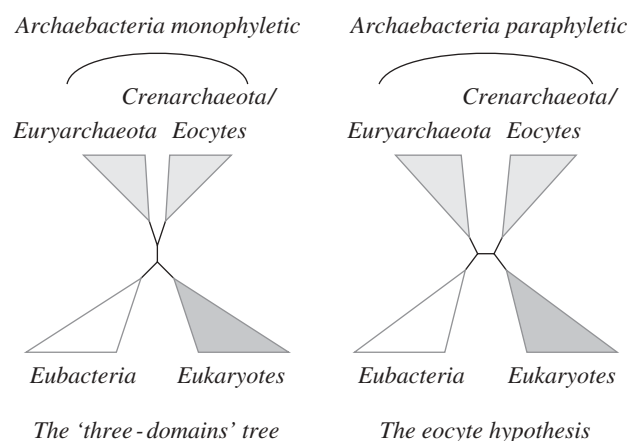 Archaebacteria monophyletic
Crenarchaeota/
Euryarchaeota Eocytes
Eubacteria Eukaryotes
The ‘three-domains’ tree
Archaebacteria paraphyletic
Crenarchaeota/
Euryarchaeota Eocytes
Eubacteria Eukaryotes
The eocyte hypothesis